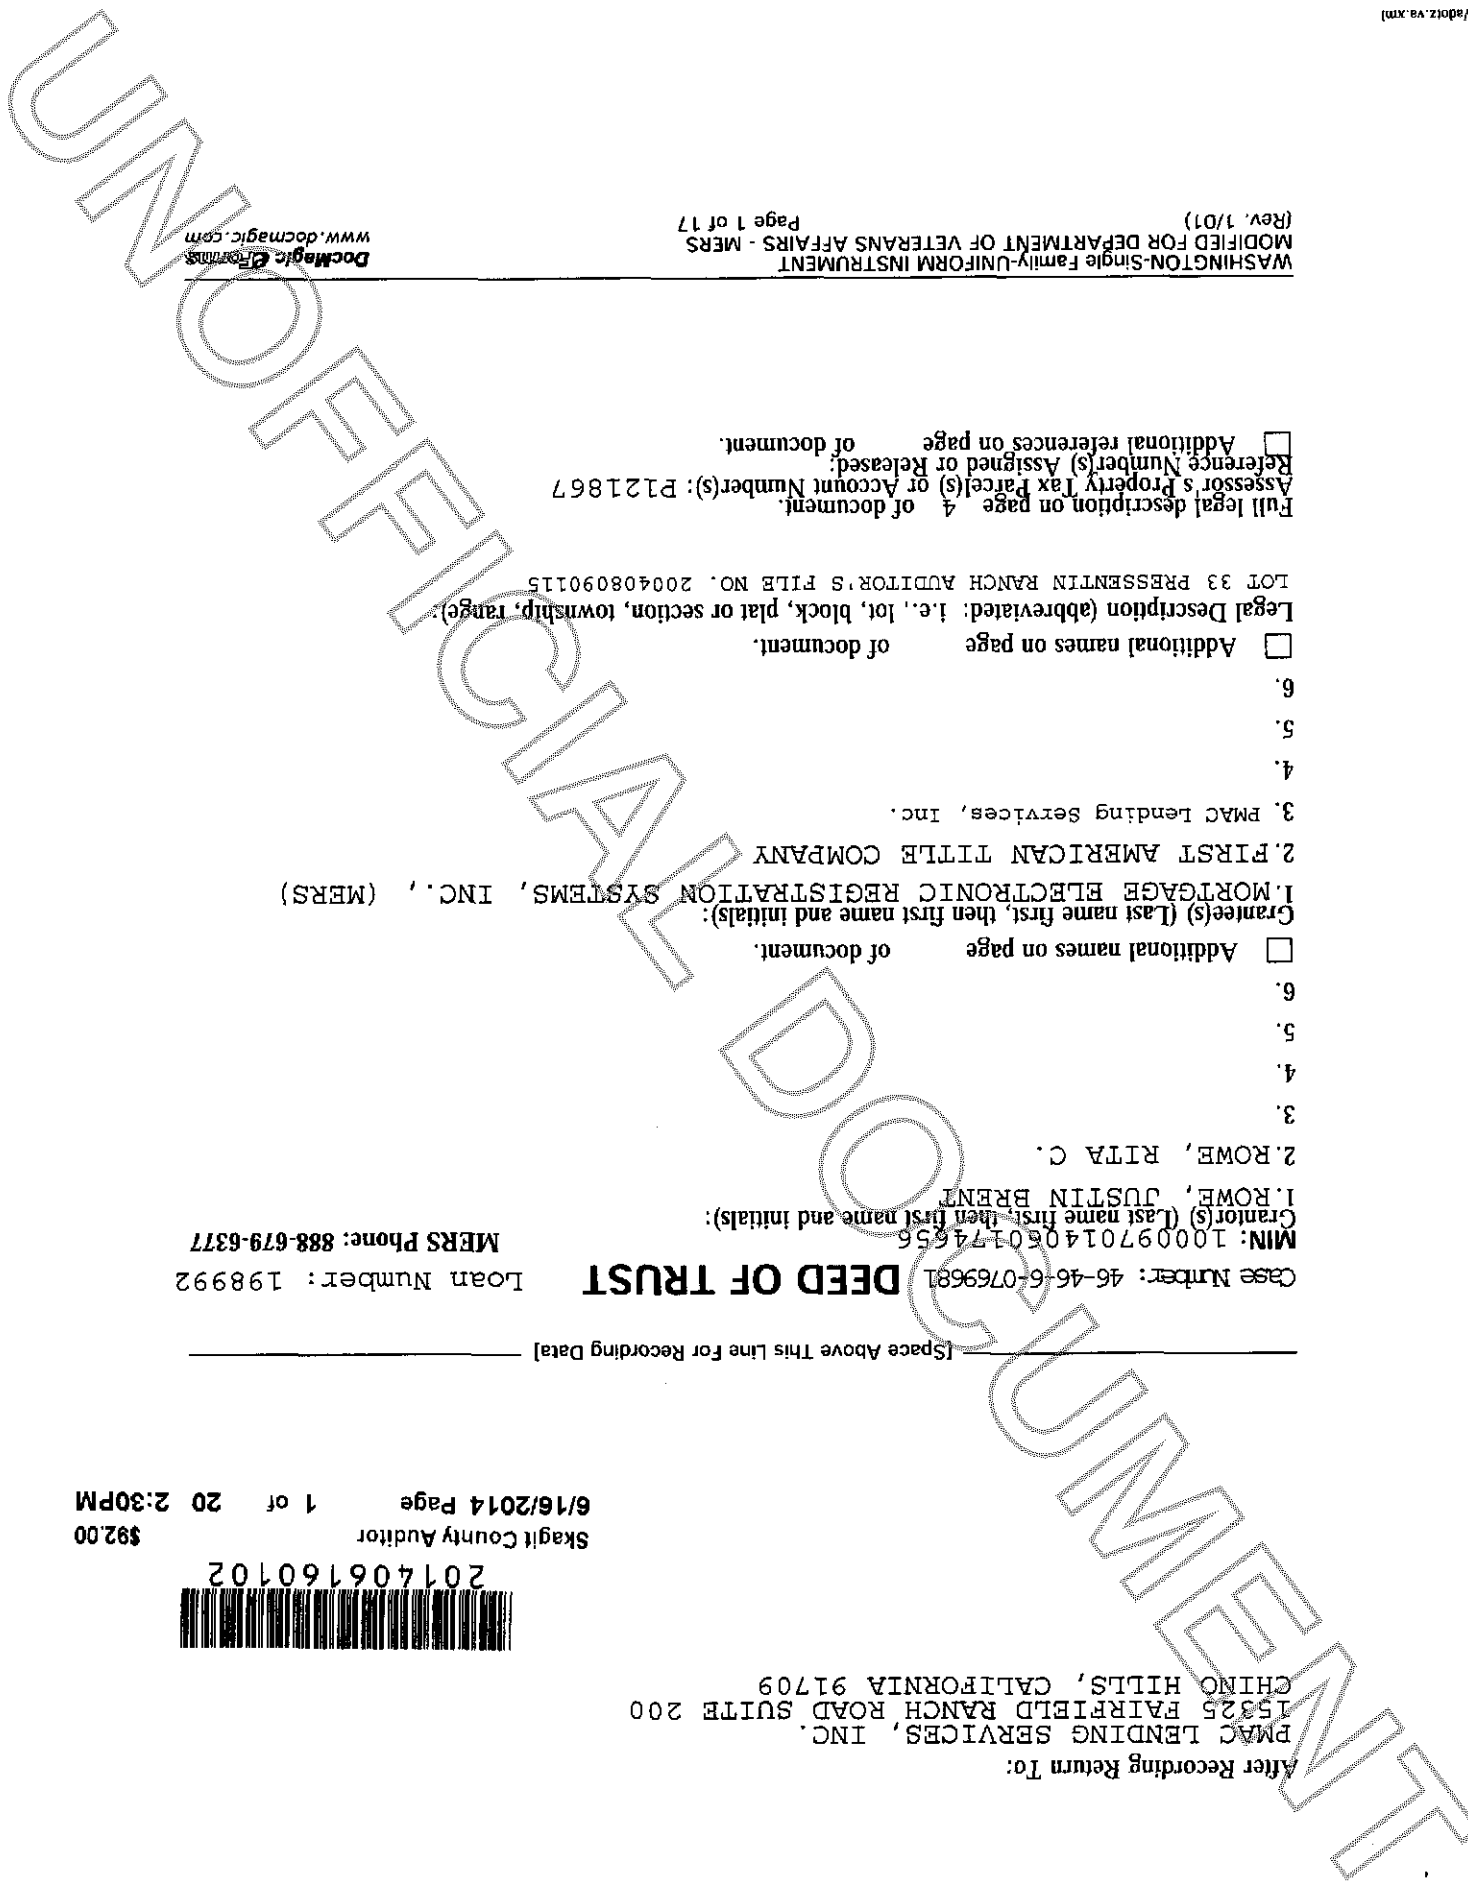 After Recording Return To:
PMAC LENDING SERVICES, INC.
15325 FAIRFIELD RANCH ROAD SUITE 200
CHINO HILLS, CALIFORNIA 91709
201406160102
Skagit County Auditor $92.00
6/16/2014 Page 1 of 20 2:30PM
[Space Above This Line For Recording Data]
Case Number: 46-46-6-0769681 DEED OF TRUST Loan Number: 198992
MIN: 100097014060174656 MERS Phone: 888-679-6377
Grantor(s) (Last name first, then first name and initials):
1.ROWE, JUSTIN BRENT
2.ROWE, RITA C.
3.
4.
5.
6.
Additional names on page of document.
Grantee(s) (Last name first, then first name and initials):
1.MORTGAGE ELECTRONIC REGISTRATION SYSTEMS, INC., (MERS)
2.FIRST AMERICAN TITLE COMPANY
3. PMAC Lending Services, Inc.
4.
5.
6.
Additional names on page of document.
Legal Description (abbreviated: i.e., lot, block, plat or section, township, range):
LOT 33 PRESSENTIN RANCH AUDITOR'S FILE NO. 200408090115
Full legal description on page 4 of document.
Assessor's Property Tax Parcel(s) or Account Number(s): P121867
Reference Number(s) Assigned or Released:
Additional references on page of document.
WASHINGTON-Single Family-UNIFORM INSTRUMENT
MODIFIED FOR DEPARTMENT OF VETERANS AFFAIRS - MERS
(Rev. 1/01) Page 1 of 17
DocMagic eForms
www.docmagic.com
/adotz.va.xml
UNOFFICIAL DOCUMENT